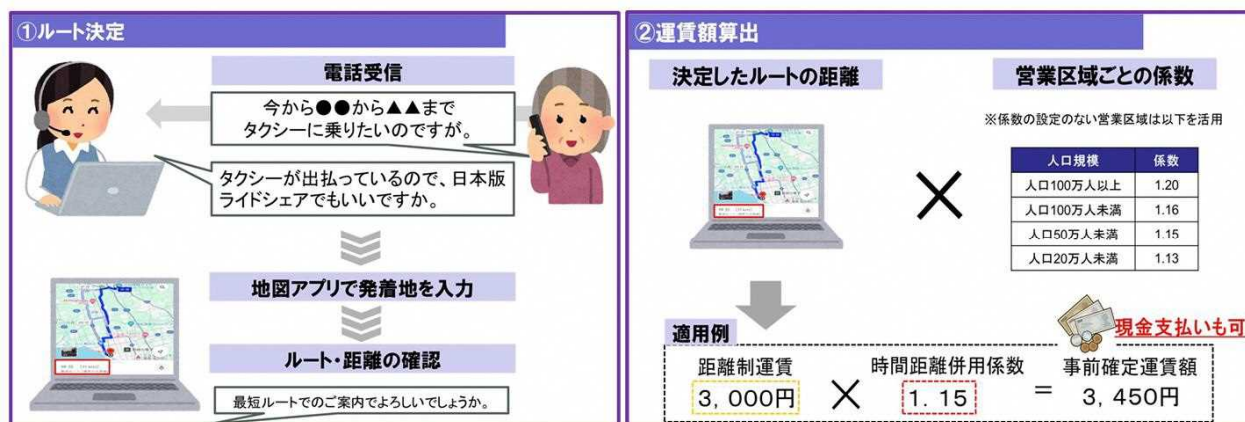 ①ルート決定
電話受信
今から●●から▲▲まで
タクシーに乗りたいのですが。
タクシーが出払っているので、日本版
ライドシェアでもいいですか。
地図アプリで発着地を入力
ルート・距離の確認
最短ルートでのご案内でよろしいでしょうか。
②運賃額算出
決定したルートの距離
営業区域ごとの係数
※係数の設定のない営業区域は以下を活用
人口規模 係数
人口100万人以上 1.20
人口100万人未満 1.16
人口50万人未満 1.15
人口20万人未満 1.13
現金支払いも可
適用例
距離制運賃 時間距離併用係数 事前確定運賃額
3,000円 × 1.15 = 3,450円